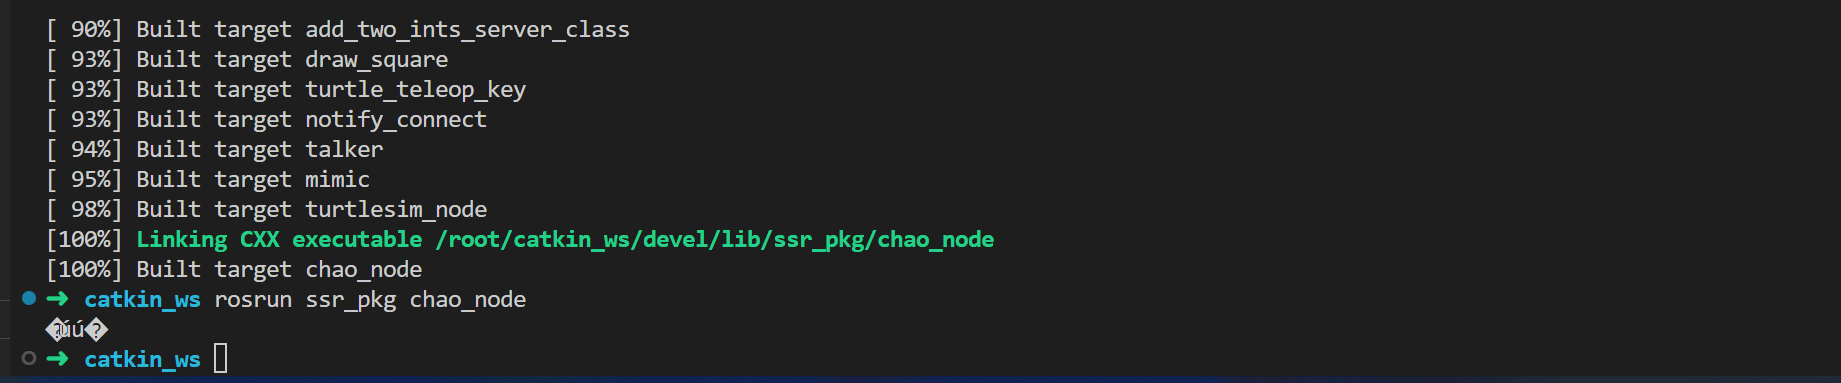 [ 90%] Built target add_two_ints_server_class
[ 93%] Built target draw_square
[ 93%] Built target turtle_teleop_key
[ 93%] Built target notify_connect
[ 94%] Built target talker
[ 95%] Built target mimic
[ 98%] Built target turtlesim_node
[100%] Linking CXX executable /root/catkin_ws/devel/lib/ssr_pkg/chao_node
[100%] Built target chao_node
➜ catkin_ws rosrun ssr_pkg chao_node
�úú�
➜ catkin_ws